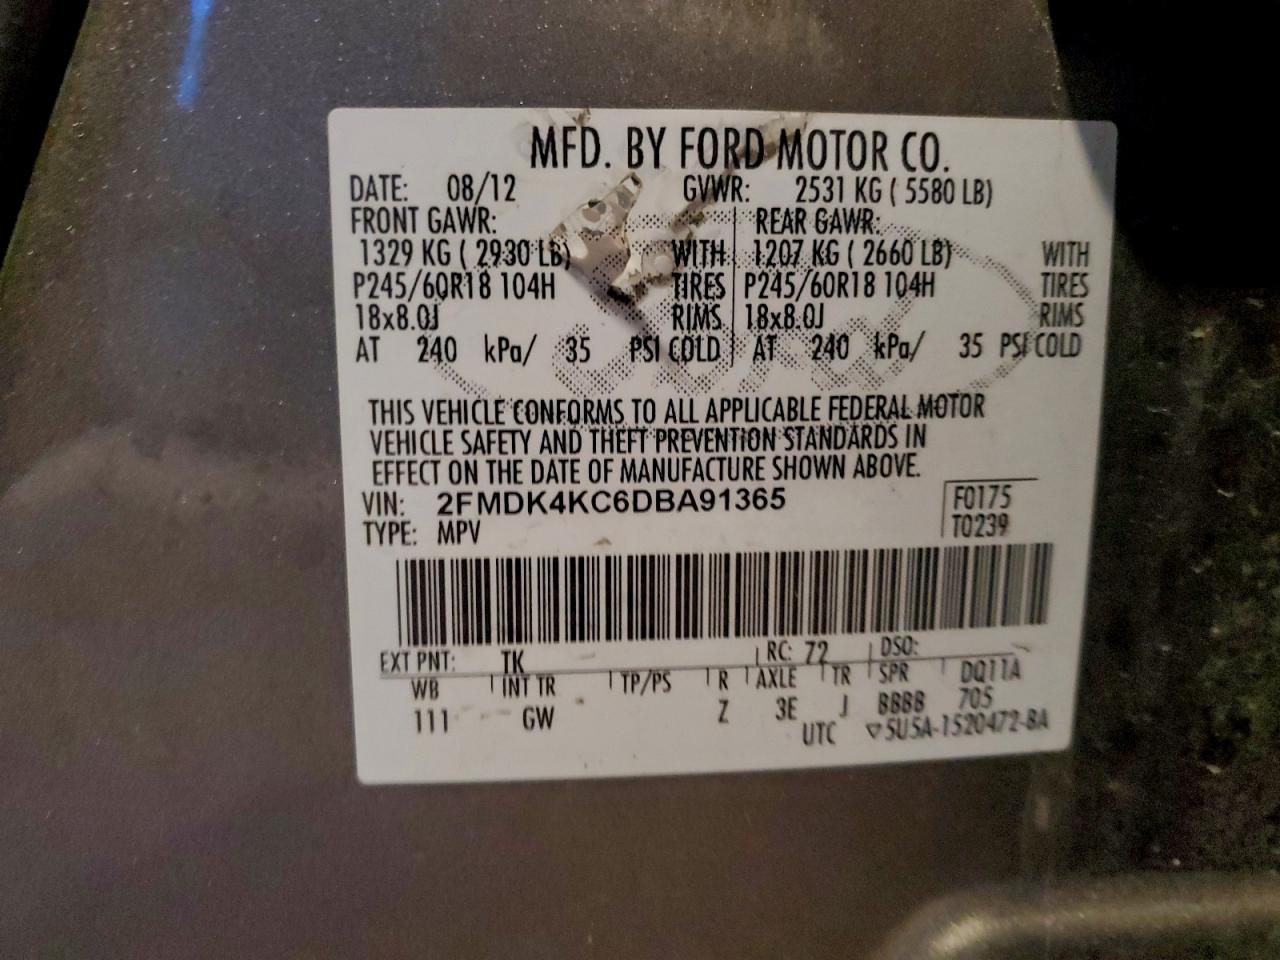 MFD. BY FORD MOTOR CO.
DATE: 08/12 GVWR: 2531 KG ( 5580 LB)
FRONT GAWR: REAR GAWR:
1329 KG ( 2930 LB) WITH 1207 KG ( 2660 LB) WITH
P245/60R18 104H TIRES P245/60R18 104H TIRES
18x8.0J RIMS 18x8.0J RIMS
AT 240 kPa/ 35 PSI COLD AT 240 kPa/ 35 PSI COLD
THIS VEHICLE CONFORMS TO ALL APPLICABLE FEDERAL MOTOR
VEHICLE SAFETY AND THEFT PREVENTION STANDARDS IN
EFFECT ON THE DATE OF MANUFACTURE SHOWN ABOVE.
VIN: 2FMDK4KC6DBA91365 F0175
TYPE: MPV T0239
EXT PNT: TK RC: 72 DSO:
WB INT TR TP/PS R AXLE TR SPR DQ11A
111 GW Z 3E J BBBB 705
UTC ▽5U5A-1520472-BA